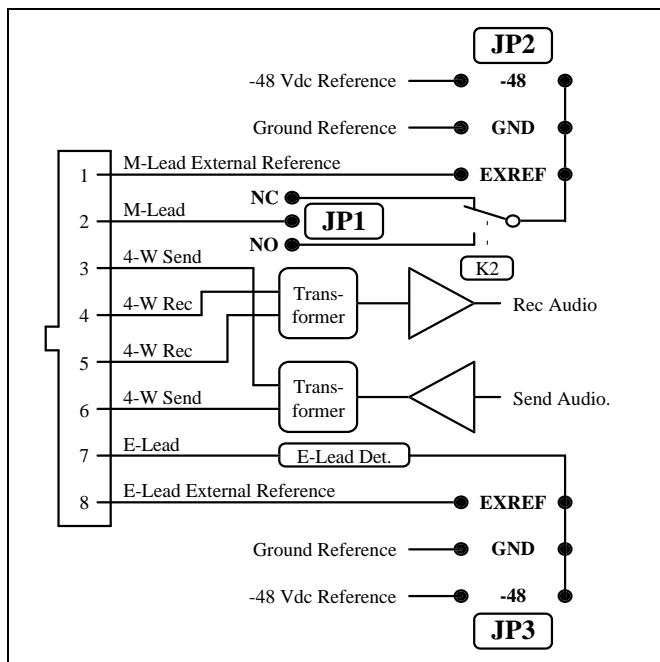 JP2
-48 Vdc Reference -48
Ground Reference GND
1 M-Lead External Reference EXREF
NC
2 M-Lead JP1
NO
3 4-W Send
K2
4 4-W Rec
Trans-
former
Rec Audio
5 4-W Rec
6 4-W Send
Trans-
former
Send Audio.
7 E-Lead E-Lead Det.
8 E-Lead External Reference EXREF
Ground Reference GND
-48 Vdc Reference -48
JP3